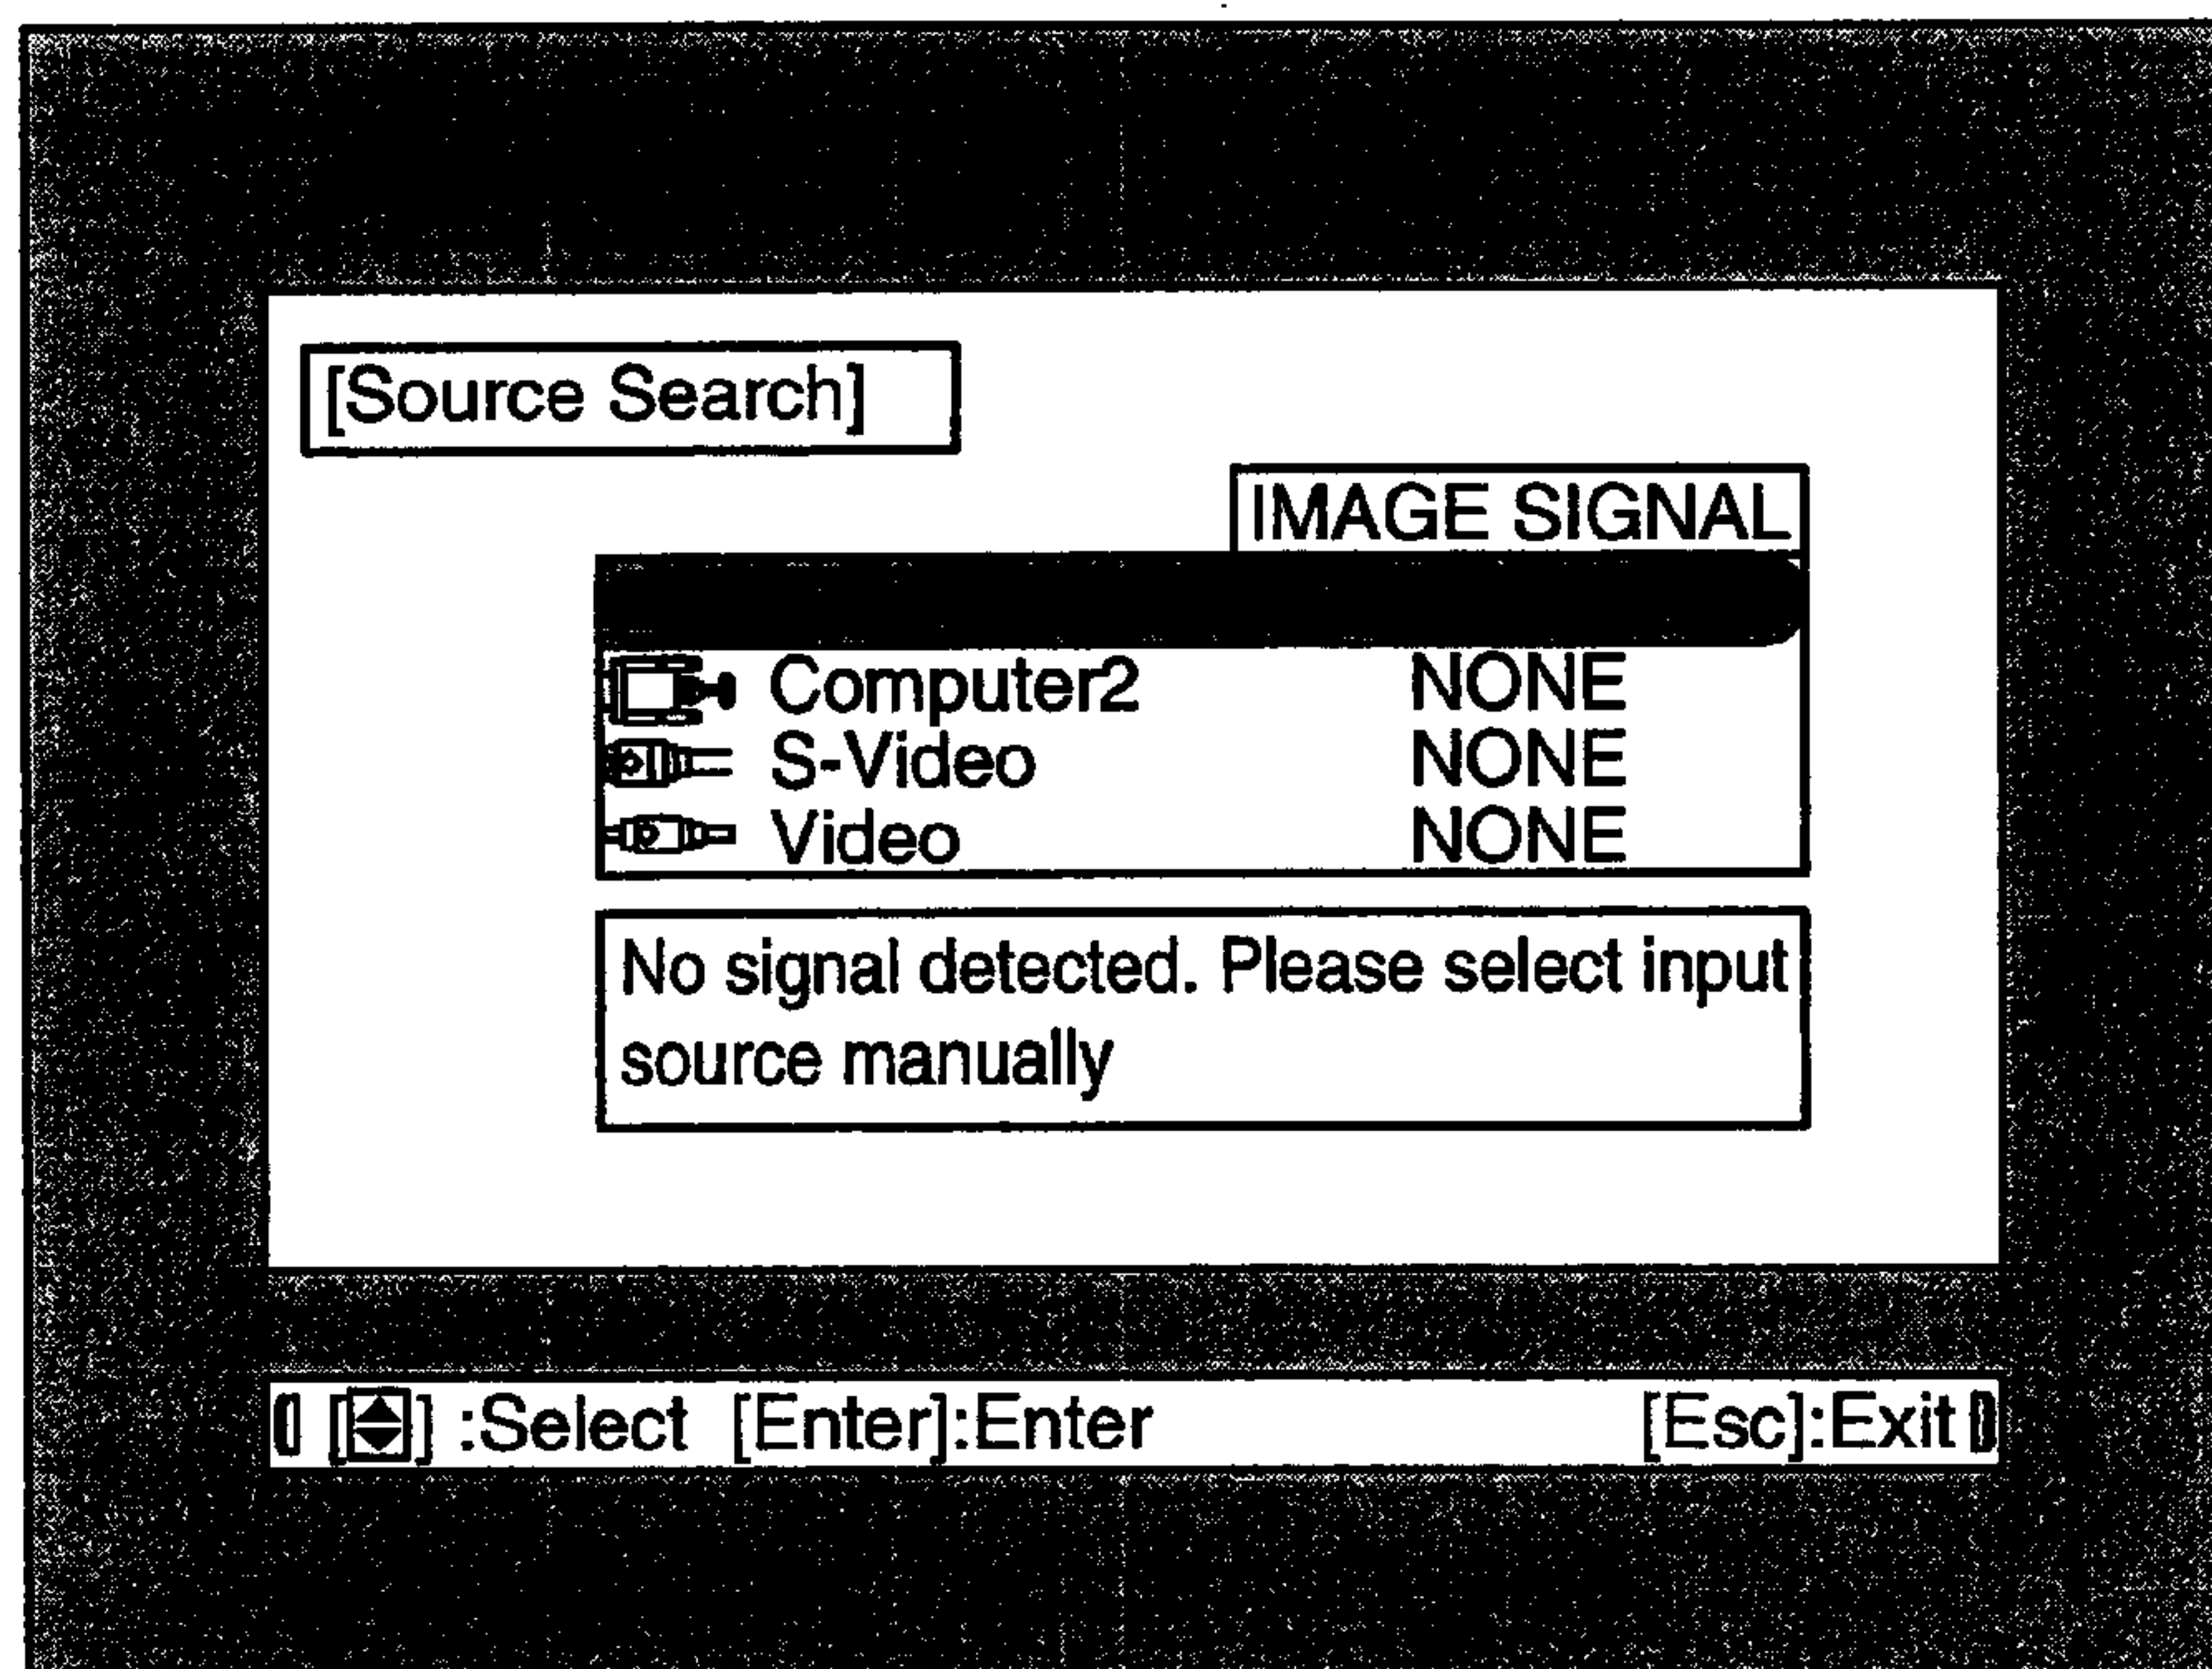 [Source Search]
IMAGE SIGNAL
Computer2 NONE
S-Video NONE
Video NONE
No signal detected. Please select input
source manually
[ ] :Select [Enter]:Enter [Esc]:Exit